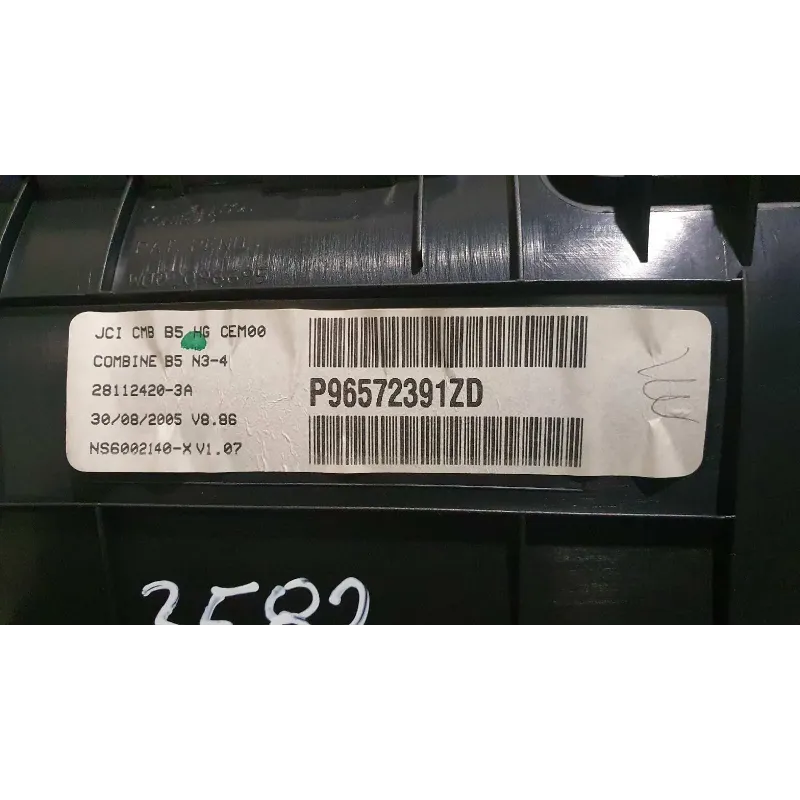 JCI CMB B5 HG CEM00
COMBINE B5 N3-4
28112420-3A
30/08/2005 V8.86
NS6002140-X V1.07
P96572391ZD
3582